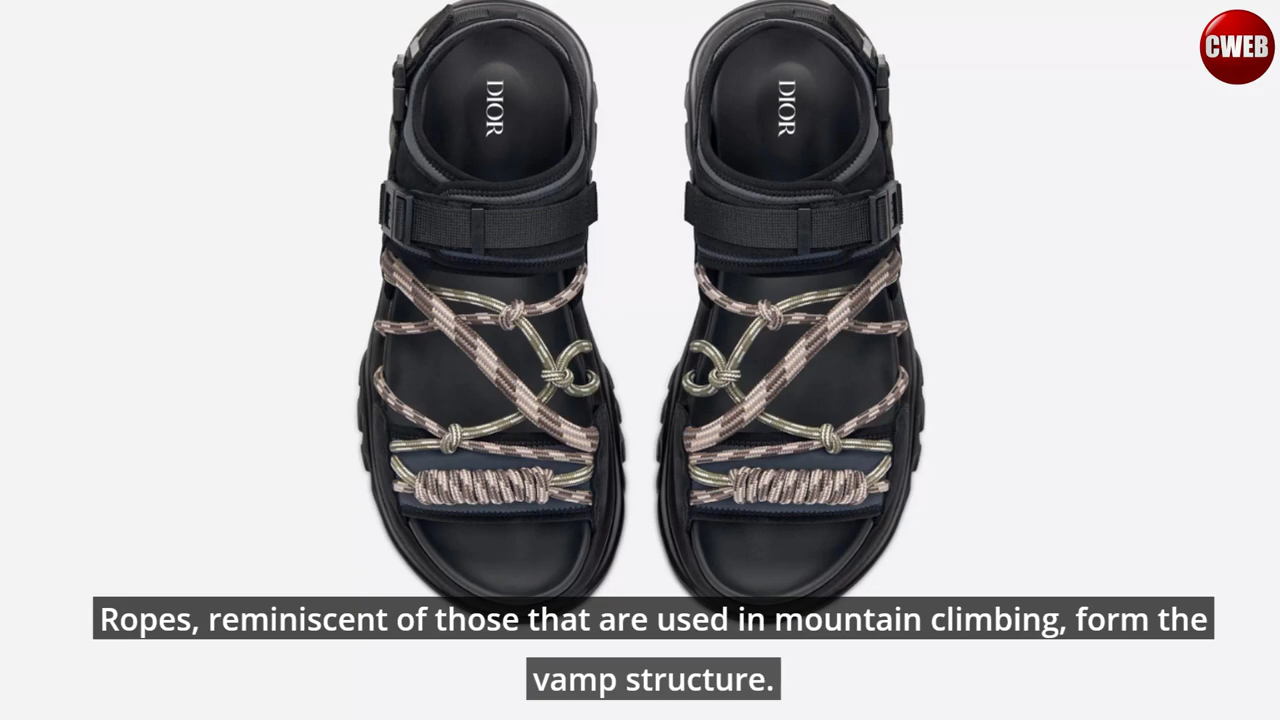 CWEB
DIOR
DIOR
Ropes, reminiscent of those that are used in mountain climbing, form the
vamp structure.